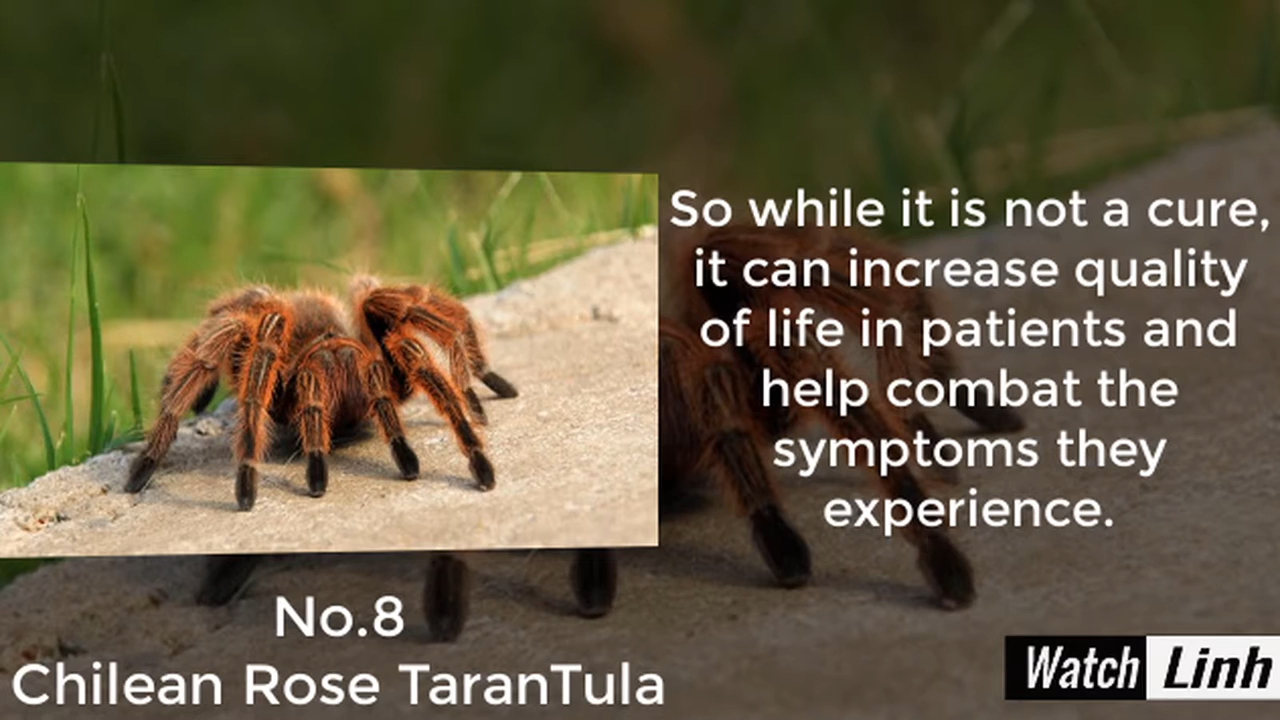 So while it is not a cure,
it can increase quality
of life in patients and
help combat the
symptoms they
experience.
No.8
Chilean Rose TaranTula
Watch Linh